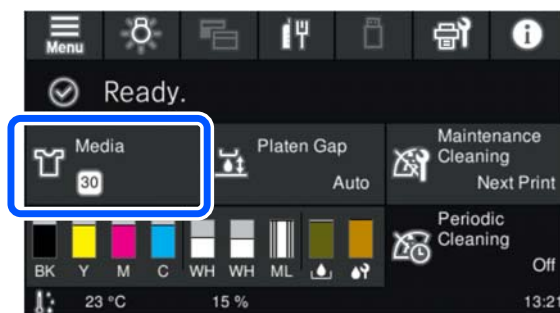 Menu
Ready.
Media
30
Platen Gap
Auto
Maintenance
Cleaning
Next Print
BK Y M C WH WH ML
Periodic
Cleaning
Off
23 °C 15 % 13:21